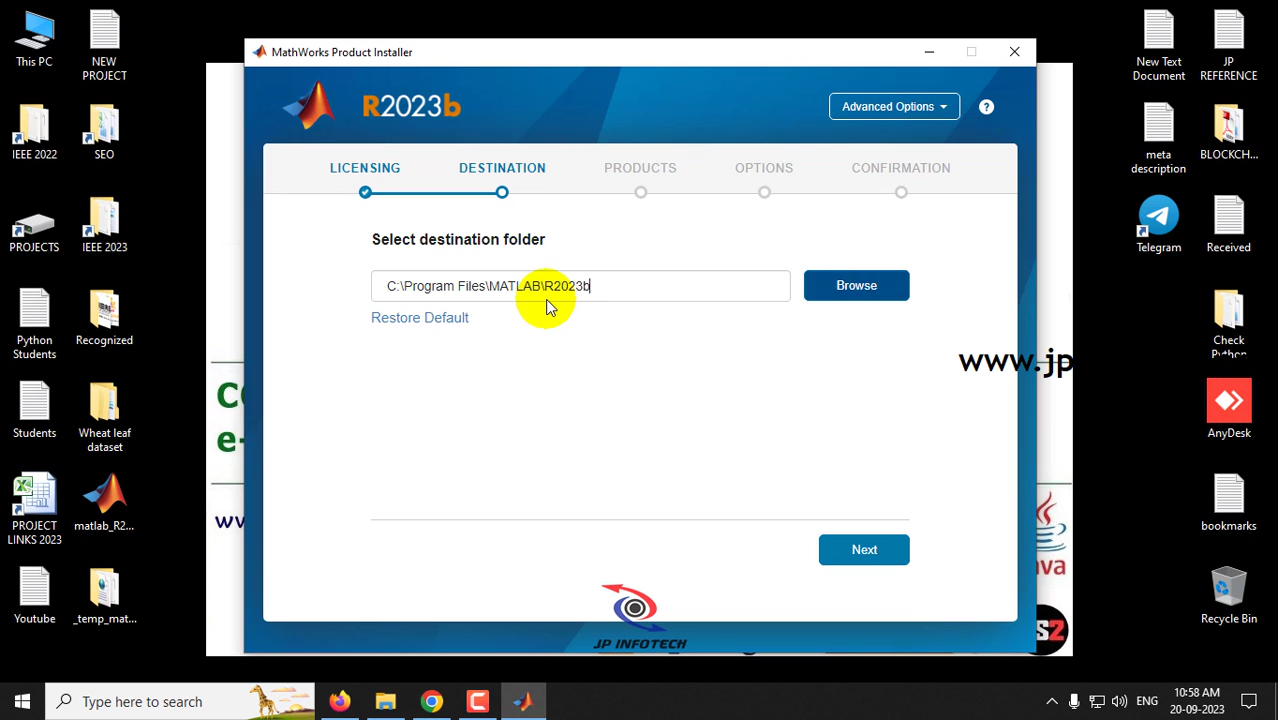 This PC
NEW
PROJECT
MathWorks Product Installer
New Text
Document
JP
REFERENCE
R2023b
Advanced Options
?
IEEE 2022
SEO
meta
description
BLOCKCH...
LICENSING
DESTINATION
PRODUCTS
OPTIONS
CONFIRMATION
PROJECTS
IEEE 2023
Telegram
Received
Select destination folder
C:\Program Files\MATLAB\R2023b
Browse
Restore Default
Python
Students
Recognized
Check
Python
www.jp
Students
Wheat leaf
dataset
AnyDesk
PROJECT
LINKS 2023
matlab_R2...
bookmarks
Next
Youtube
_temp_mat...
JP INFOTECH
Recycle Bin
Type here to search
ENG
10:58 AM
20-09-2023